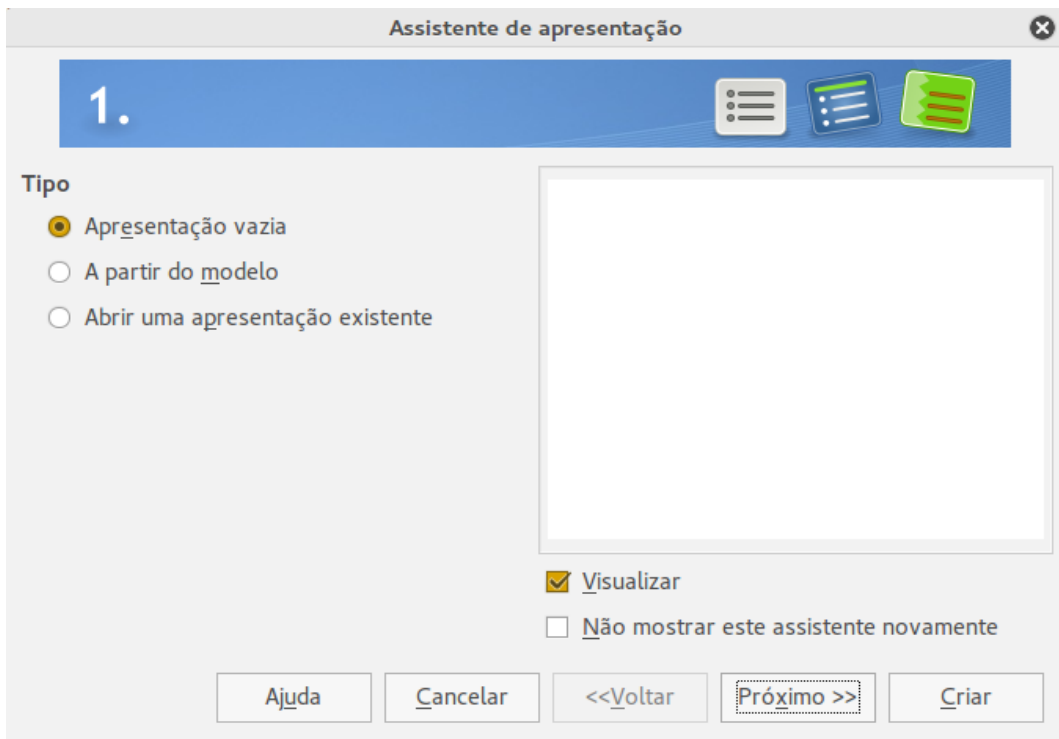 Assistente de apresentação
1.
Tipo
Apresentação vazia
A partir do modelo
Abrir uma apresentação existente
Visualizar
Não mostrar este assistente novamente
Ajuda Cancelar <<Voltar Próximo >> Criar